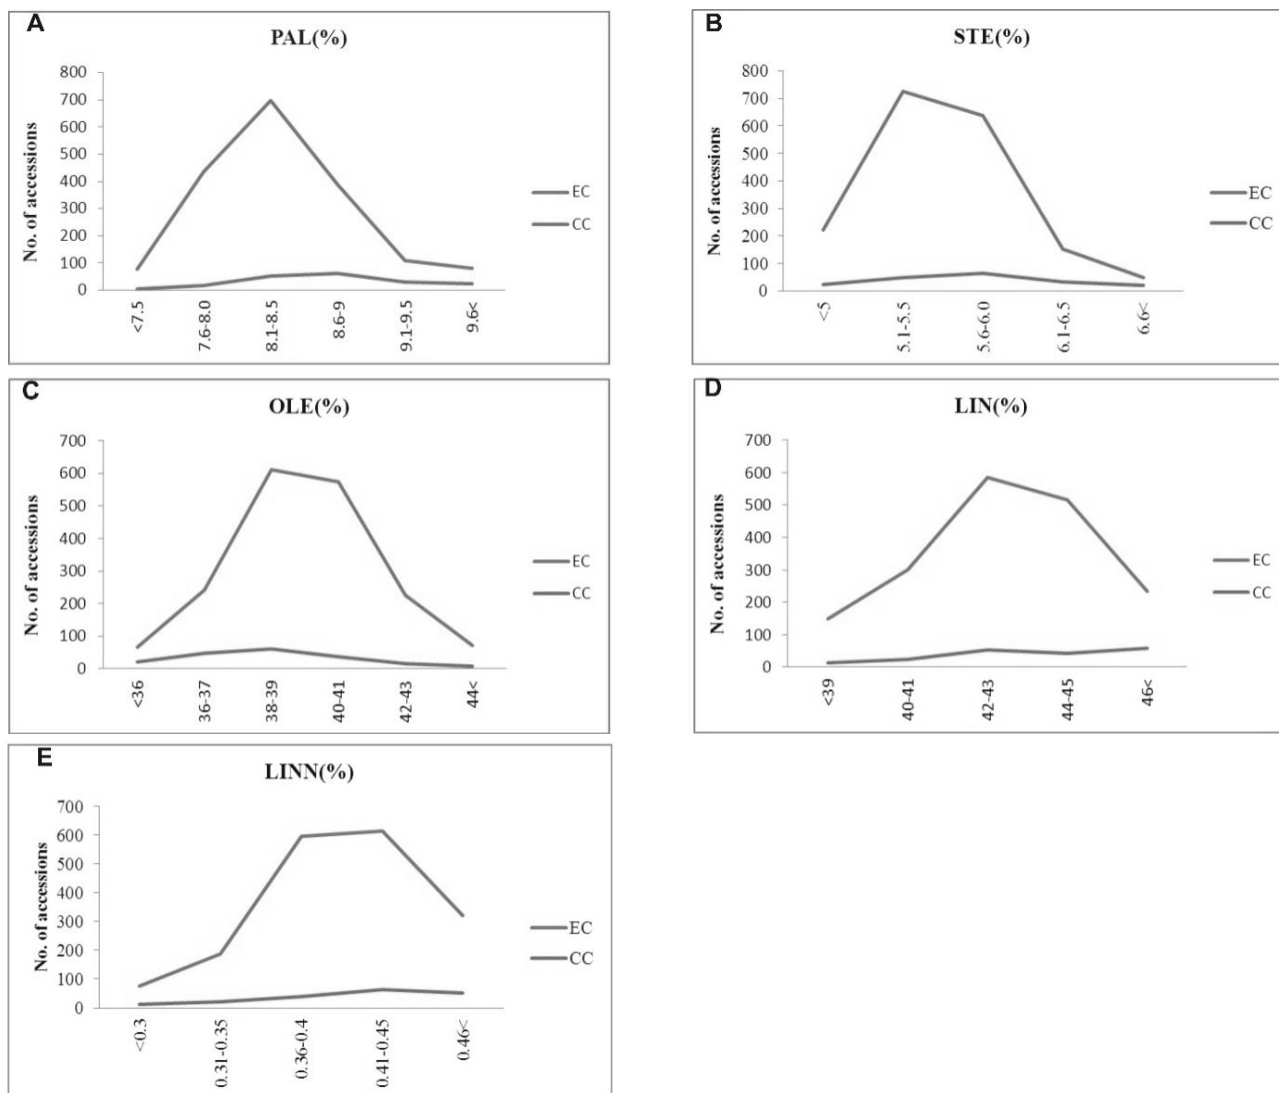 A
PAL(%)
No. of accessions
800
700
600
500
400
300
200
100
0
<7.5
7.6-8.0
8.1-8.5
8.6-9
9.1-9.5
9.6<
EC
CC
B
STE(%)
No. of accessions
800
700
600
500
400
300
200
100
0
<5
5.1-5.5
5.6-6.0
6.1-6.5
6.6<
EC
CC
C
OLE(%)
No. of accessions
700
600
500
400
300
200
100
0
<36
36-37
38-39
40-41
42-43
44<
EC
CC
D
LIN(%)
No. of accessions
700
600
500
400
300
200
100
0
<39
40-41
42-43
44-45
46<
EC
CC
E
LINN(%)
No. of accessions
700
600
500
400
300
200
100
0
<0.3
0.31-0.35
0.36-0.4
0.41-0.45
0.46<
EC
CC